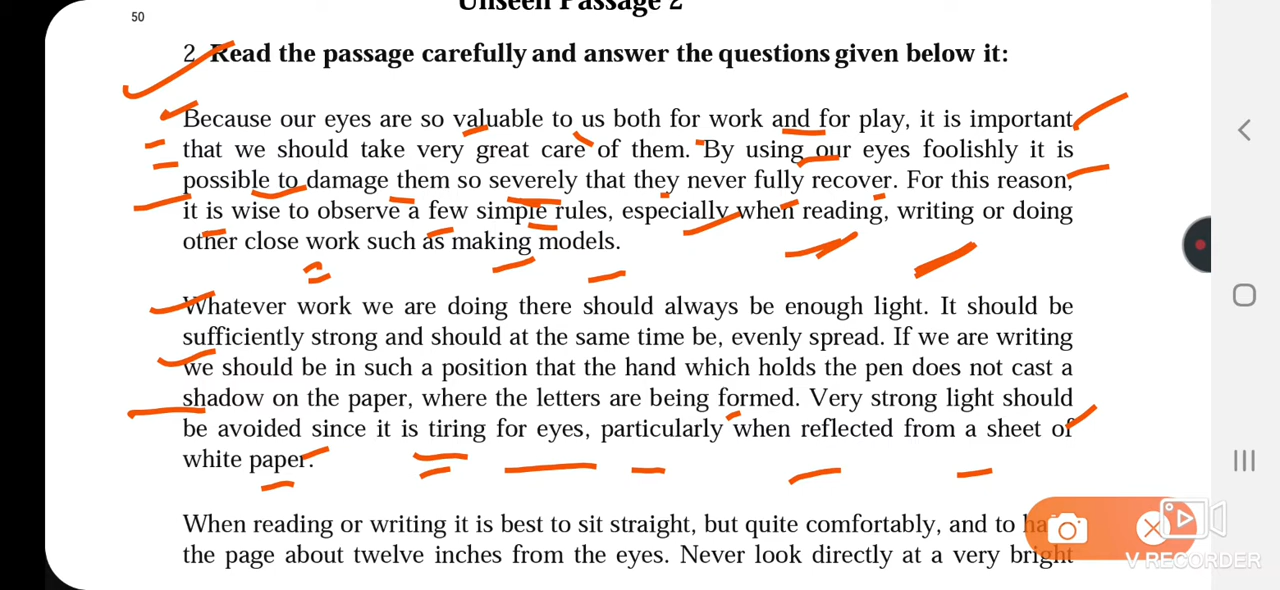 50
Unseen Passage 2
2. Read the passage carefully and answer the questions given below it:
Because our eyes are so valuable to us both for work and for play, it is important
that we should take very great care of them. By using our eyes foolishly it is
possible to damage them so severely that they never fully recover. For this reason,
it is wise to observe a few simple rules, especially when reading, writing or doing
other close work such as making models.
Whatever work we are doing there should always be enough light. It should be
sufficiently strong and should at the same time be, evenly spread. If we are writing
we should be in such a position that the hand which holds the pen does not cast a
shadow on the paper, where the letters are being formed. Very strong light should
be avoided since it is tiring for eyes, particularly when reflected from a sheet of
white paper.
When reading or writing it is best to sit straight, but quite comfortably, and to
the page about twelve inches from the eyes. Never look directly at a very bright
V RECORDER